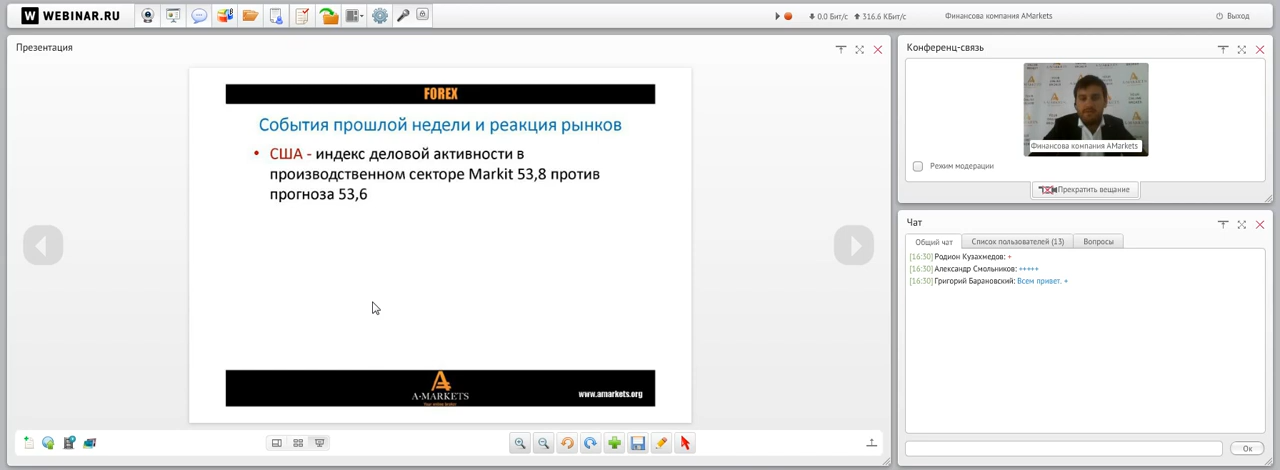 WEBINAR.RU
0.0 Бит/с
316.6 КБит/с
Финансова компания AMarkets
Выход
Презентация
FOREX
События прошлой недели и реакция рынков
• США - индекс деловой активности в
производственном секторе Markit 53,8 против
прогноза 53,6
A-MARKETS
www.amarkets.org
Конференц-связь
Финансова компания AMarkets
Режим модерации
Прекратить вещание
Чат
Общий чат
Список пользователей (13)
Вопросы
[16:30] Родион Кузахмедов: +
[16:30] Александр Смольников: +++++
[16:30] Григорий Барановский: Всем привет. +
Ок